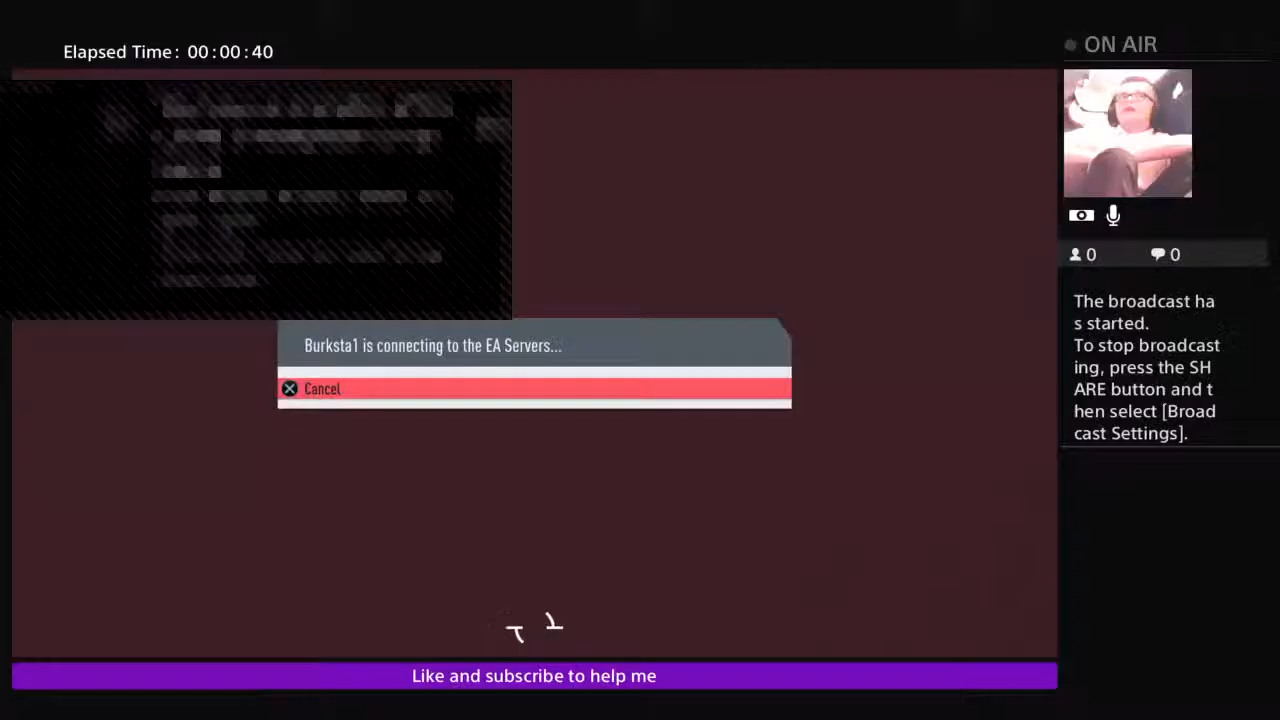 Elapsed Time: 00:00:40
ON AIR
0
0
Burksta1 is connecting to the EA Servers...
Cancel
The broadcast ha
s started.
To stop broadcast
ing, press the SH
ARE button and t
hen select [Broad
cast Settings].
Like and subscribe to help me